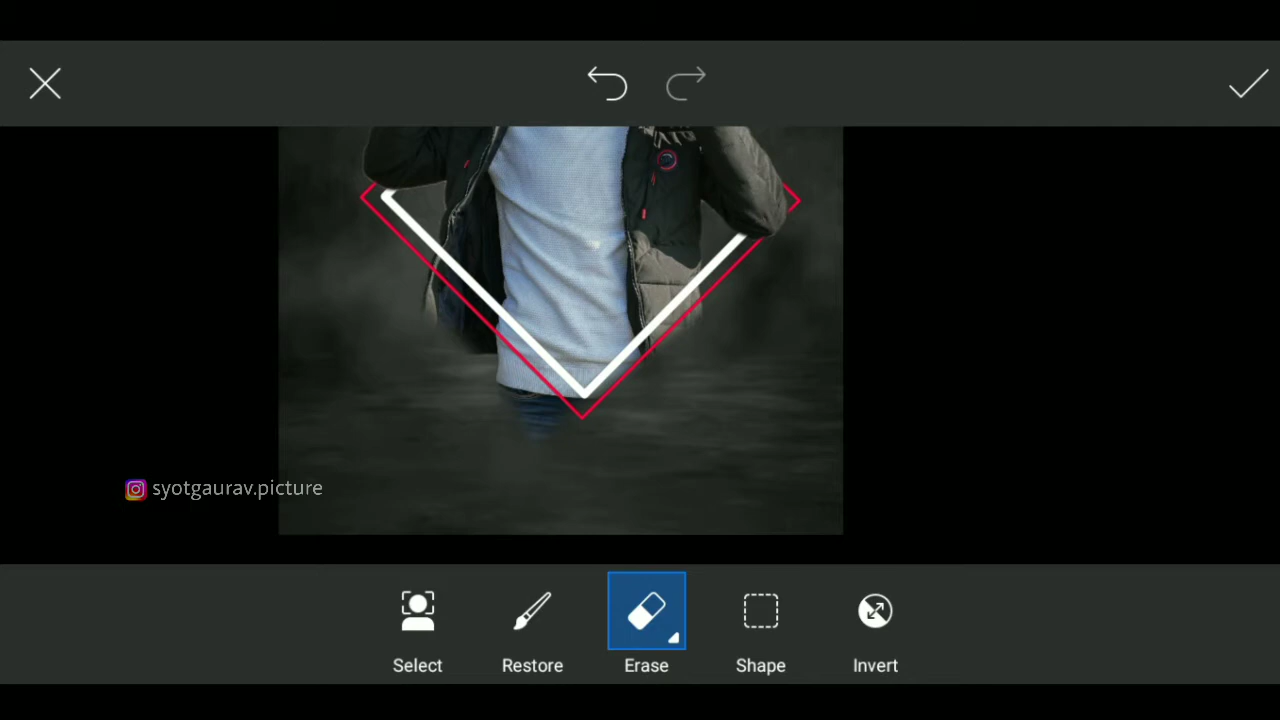 syotgaurav.picture
Select
Restore
Erase
Shape
Invert